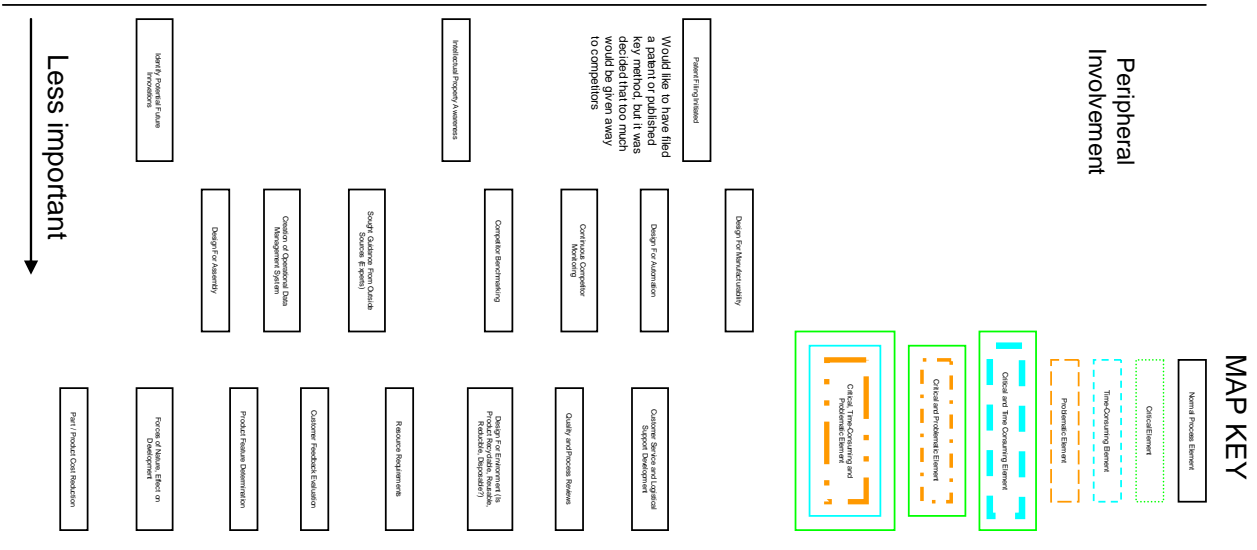 Peripheral
Involvement
Patent Filing Initiated
Would like to have filed
a patent or published
key method, but it was
decided that too much
would be given away
to competitors
Intellectual Property Awareness
Identify Potential Future
Innovations
Less important
Design For Manufacturability
Design For Automation
Continuous Competitor
Monitoring
Competitor Benchmarking
Sought Guidance From Outside
Sources (Experts)
Creation of Operational Data
Management System
Design For Assembly
MAP KEY
Normal Process Element
Critical Element
Time-Consuming Element
Problematic Element
Critical and Time Consuming Element
Critical and Problematic Element
Critical, Time-Consuming and
Problematic Element
Customer Service and Logistical
Support Development
Quality and Process Reviews
Design For Environment (Is
Product Recyclable, Reusable,
Reducible, Disposable?)
Resource Requirements
Customer Feedback Evaluation
Product Feature Determination
Forces of Nature, Effect on
Development
Part / Product Cost Reduction